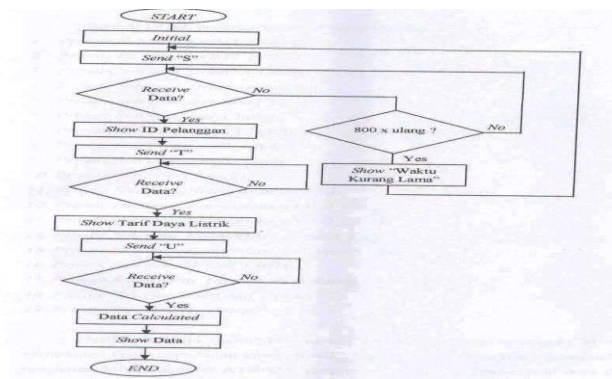 START
Initial
Send "S"
Receive
Data?
No
Yes
800 x ulang ?
No
Yes
Show "Waktu
Kurang Lama"
Show ID Pelanggan
Send "T"
Receive
Data?
No
Yes
Show Tarif Daya Listrik
Send "U"
Receive
Data?
No
Yes
Data Calculated
Show Data
END